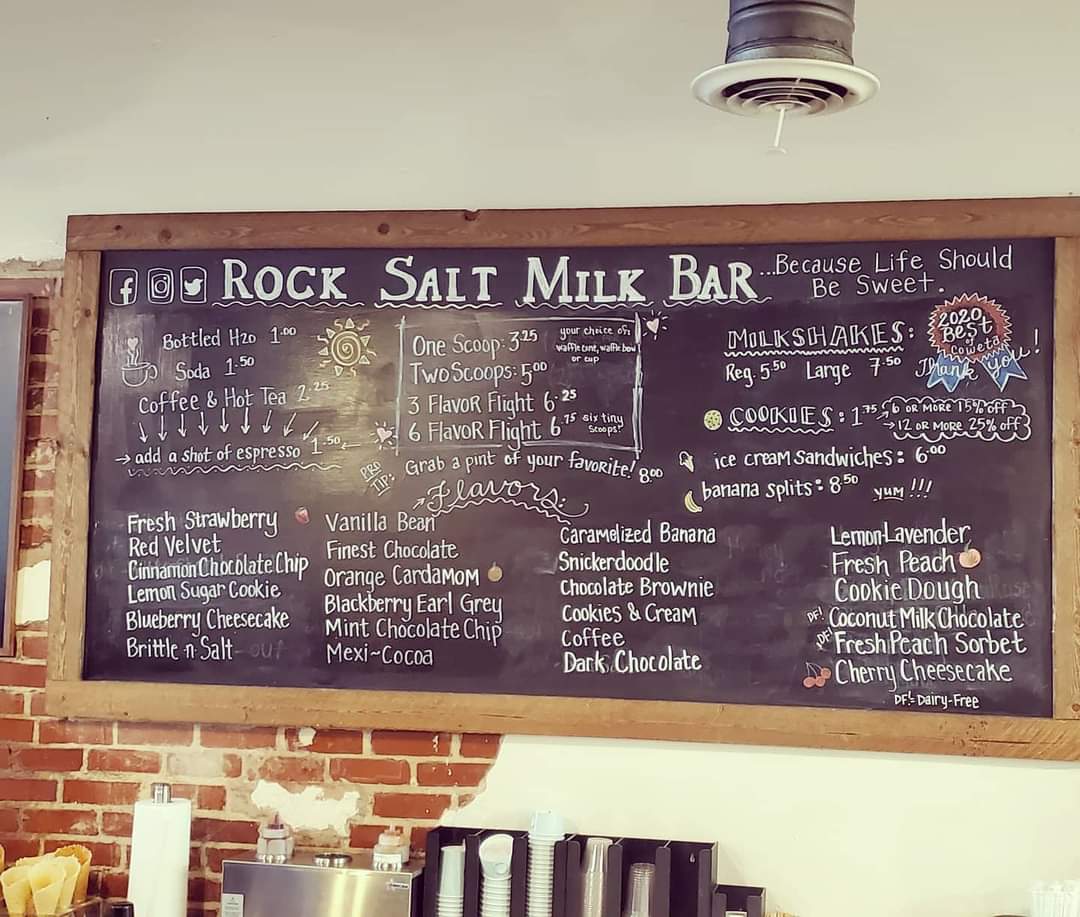 ROCK SALT MILK BAR
...Because Life Should
Be Sweet.
Bottled H2O 1.00
Soda 1.50
Coffee & Hot Tea 2.25
add a shot of espresso 1.50
One Scoop: 3.25
your choice of:
waffle cone, waffle bowl
or cup
Two Scoops: 5.00
3 Flavor Flight 6.25
6 Flavor Flight 6.75 six tiny
scoops!
PRO
TIP:
Grab a pint of your favorite! 8.00
MILKSHAKES:
Reg. 5.50 Large 7.50
2020
Best
of
Coweta
Thank You!
COOKIES: 1.75
6 OR MORE 15% off
12 OR MORE 25% off
ice cream sandwiches: 6.00
banana splits: 8.50 YUM!!!
Flavors:
Fresh Strawberry
Red Velvet
Cinnamon Chocolate Chip
Lemon Sugar Cookie
Blueberry Cheesecake
Brittle n Salt
Vanilla Bean
Finest Chocolate
Orange Cardamom
Blackberry Earl Grey
Mint Chocolate Chip
Mexi~Cocoa
Caramelized Banana
Snickerdoodle
Chocolate Brownie
Cookies & Cream
Coffee
Dark Chocolate
Lemon-Lavender
Fresh Peach
Cookie Dough
DF! Coconut Milk Chocolate
DF! Fresh Peach Sorbet
Cherry Cheesecake
DF! = Dairy-Free